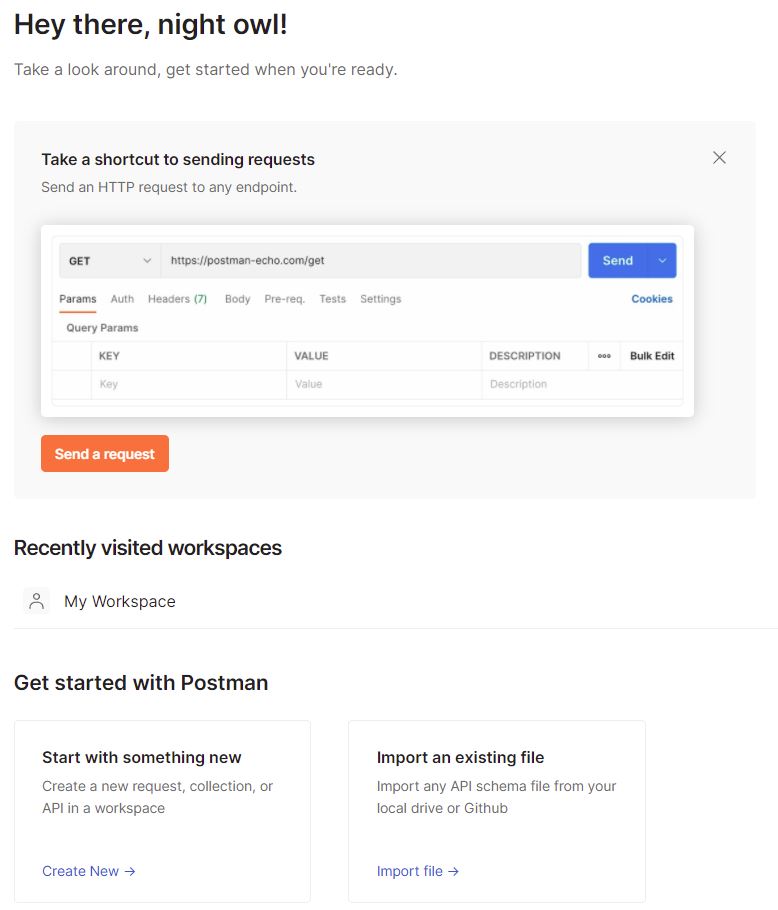 Hey there, night owl!
Take a look around, get started when you're ready.
Take a shortcut to sending requests
Send an HTTP request to any endpoint.
GET https://postman-echo.com/get Send
Params Auth Headers (7) Body Pre-req. Tests Settings Cookies
Query Params
KEY VALUE DESCRIPTION ooo Bulk Edit
Key Value Description
Send a request
Recently visited workspaces
My Workspace
Get started with Postman
Start with something new
Create a new request, collection, or
API in a workspace
Create New →
Import an existing file
Import any API schema file from your
local drive or Github
Import file →